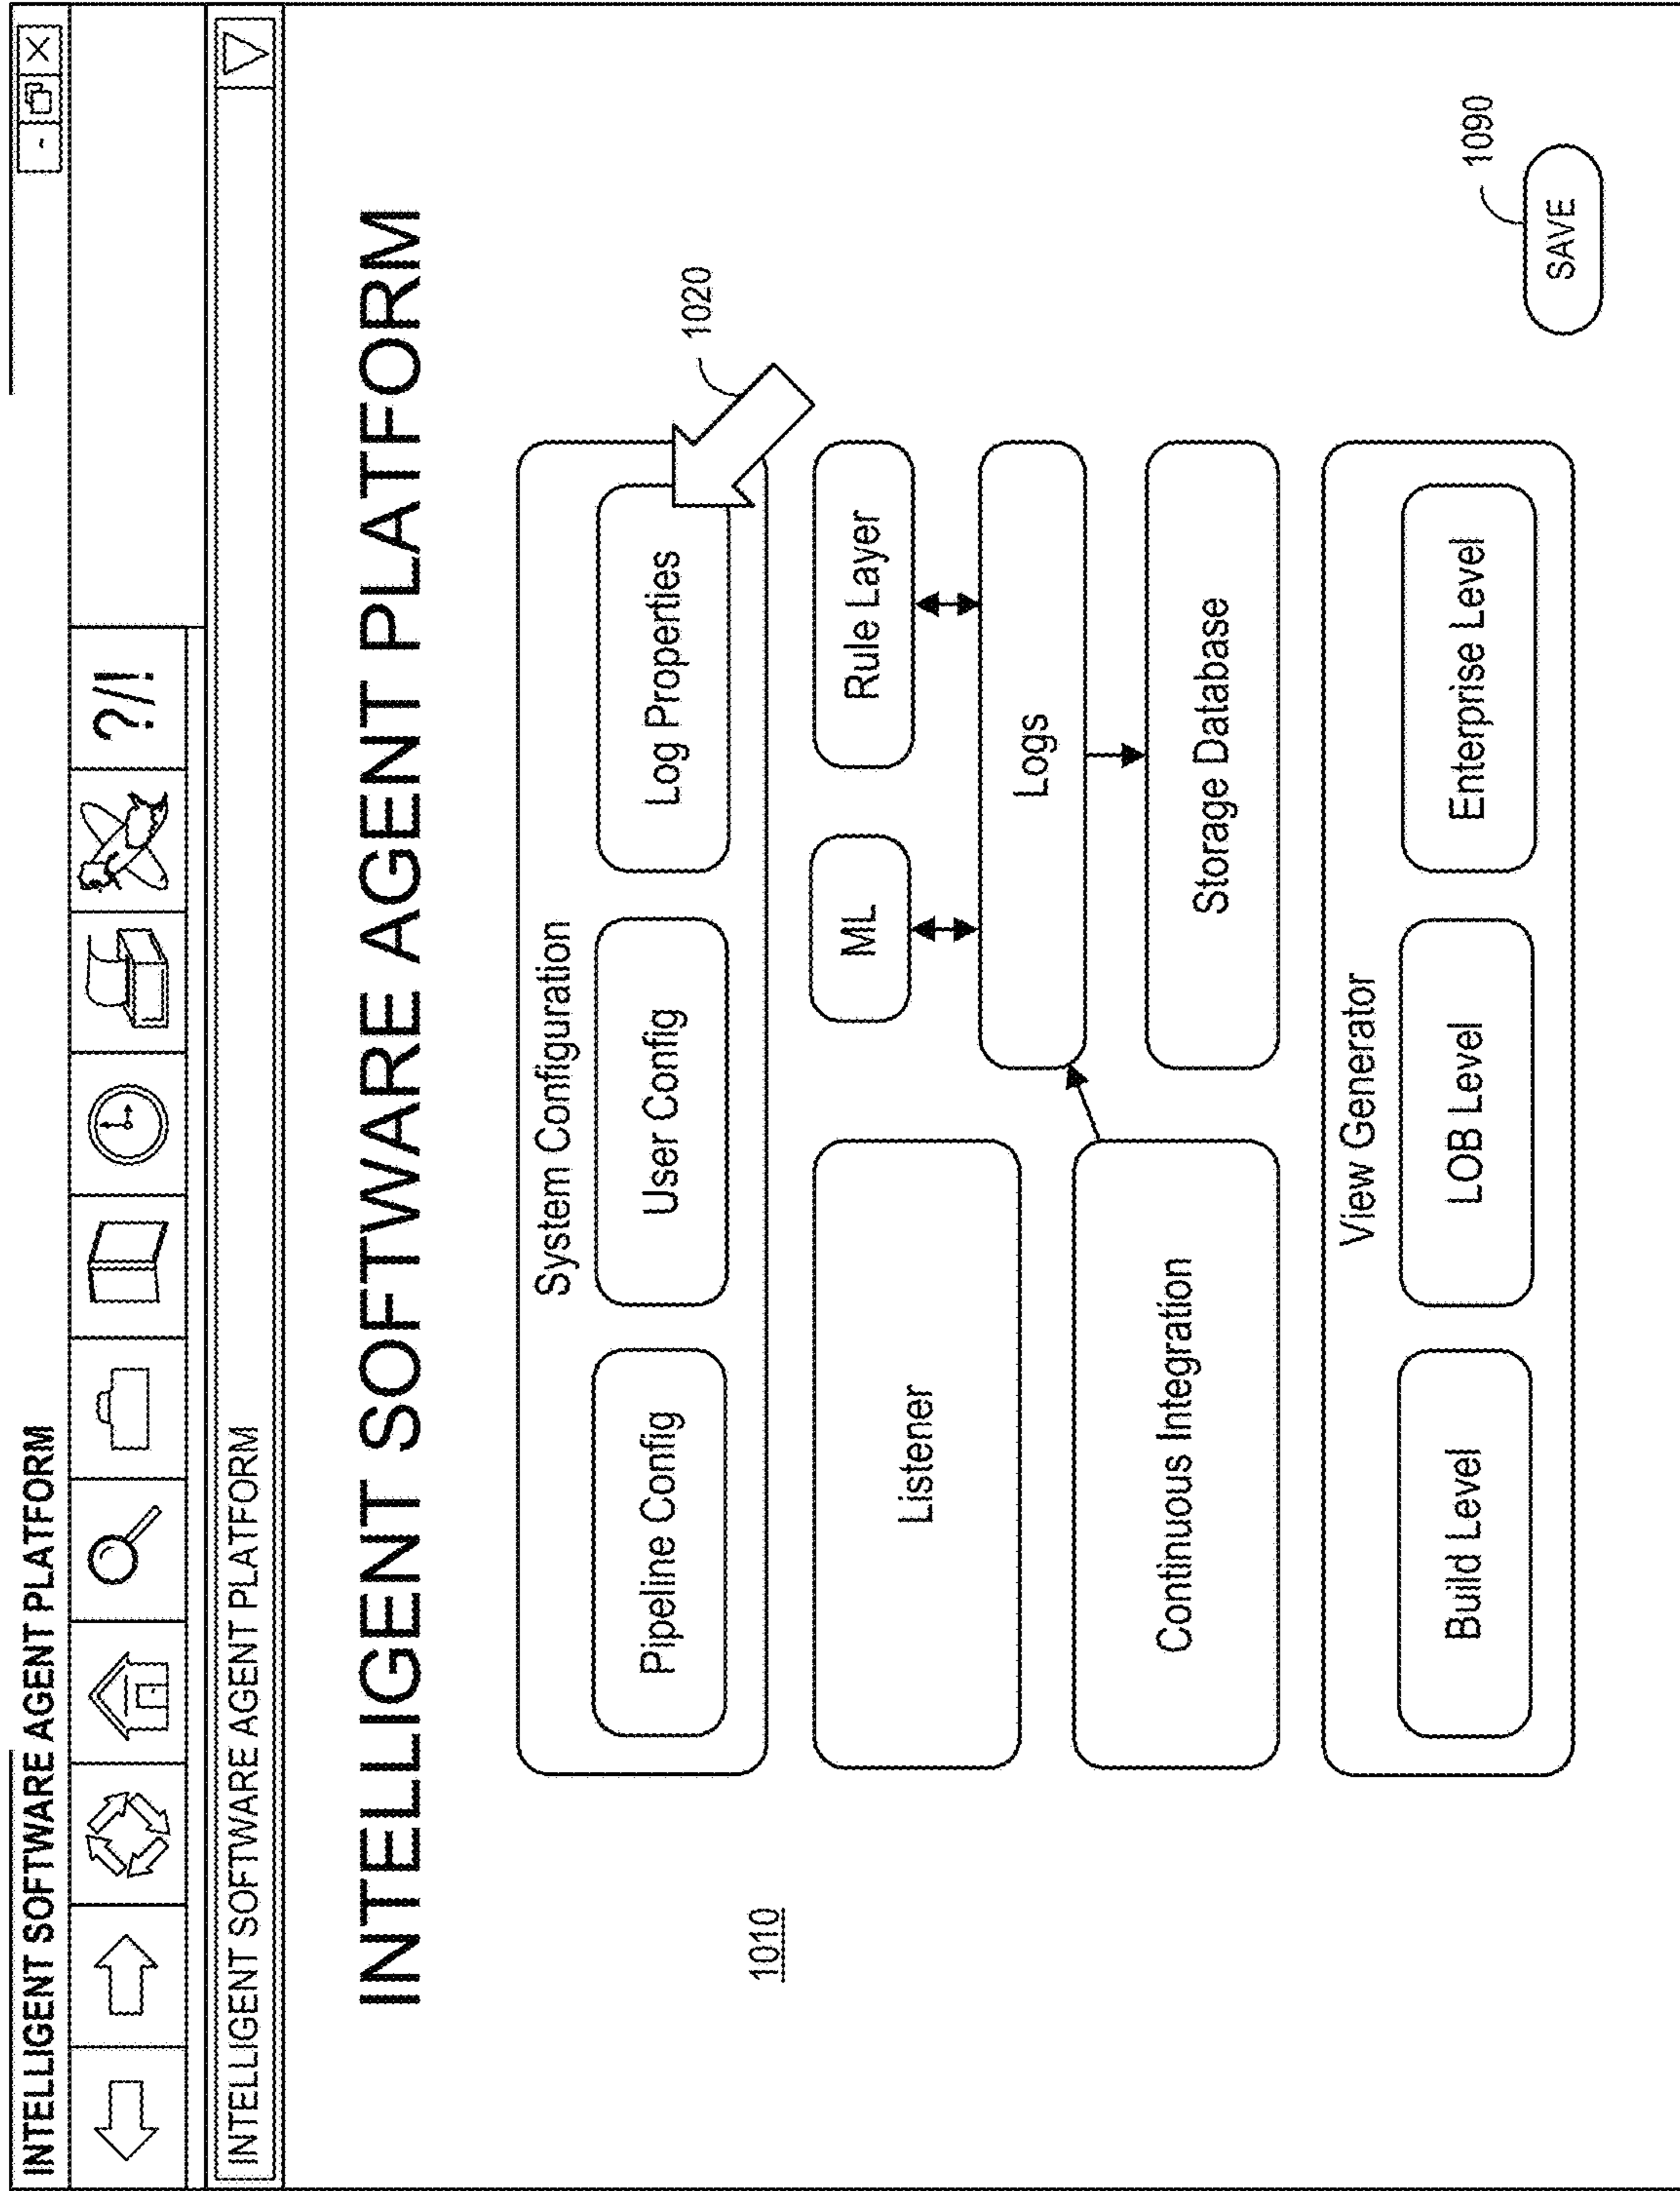 INTELLIGENT SOFTWARE AGENT PLATFORM
- X
?/!
INTELLIGENT SOFTWARE AGENT PLATFORM
INTELLIGENT SOFTWARE AGENT PLATFORM
System Configuration
Pipeline Config
User Config
Log Properties
1020
1010
Listener
ML
Rule Layer
Logs
Continuous Integration
Storage Database
View Generator
Build Level
LOB Level
Enterprise Level
1090
SAVE